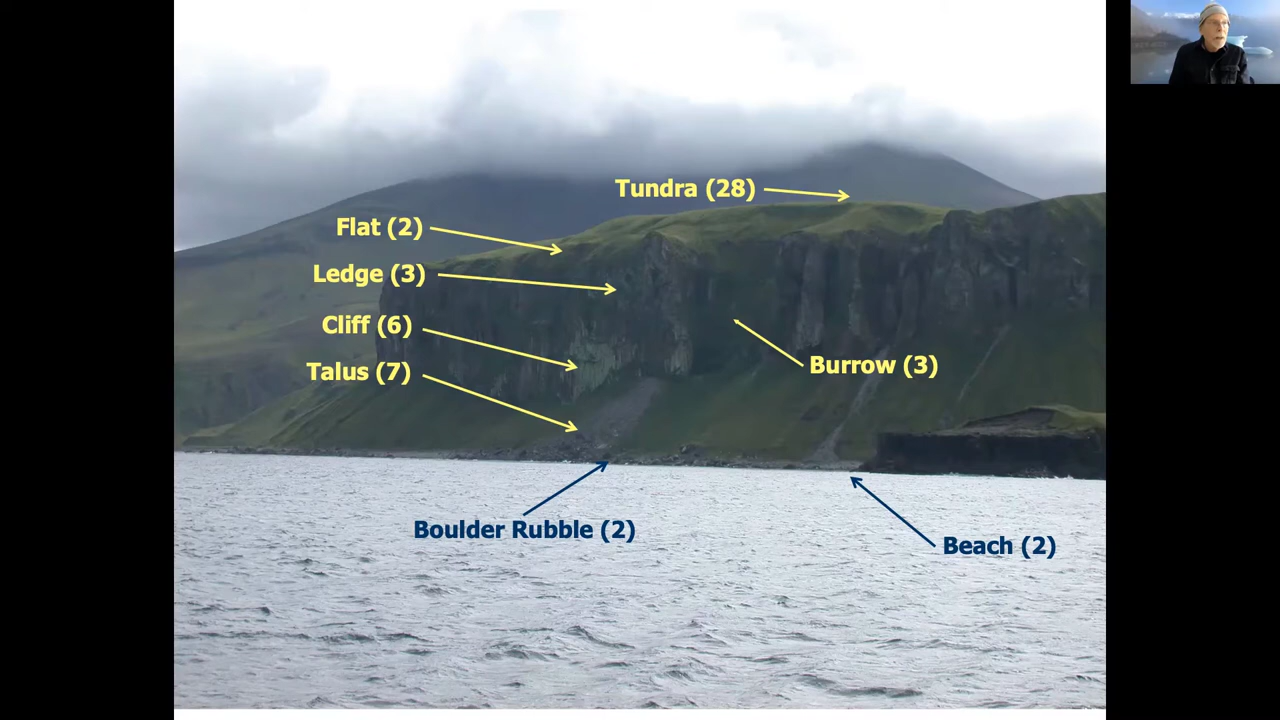 Tundra (28)
Flat (2)
Ledge (3)
Cliff (6)
Talus (7)
Burrow (3)
Boulder Rubble (2)
Beach (2)